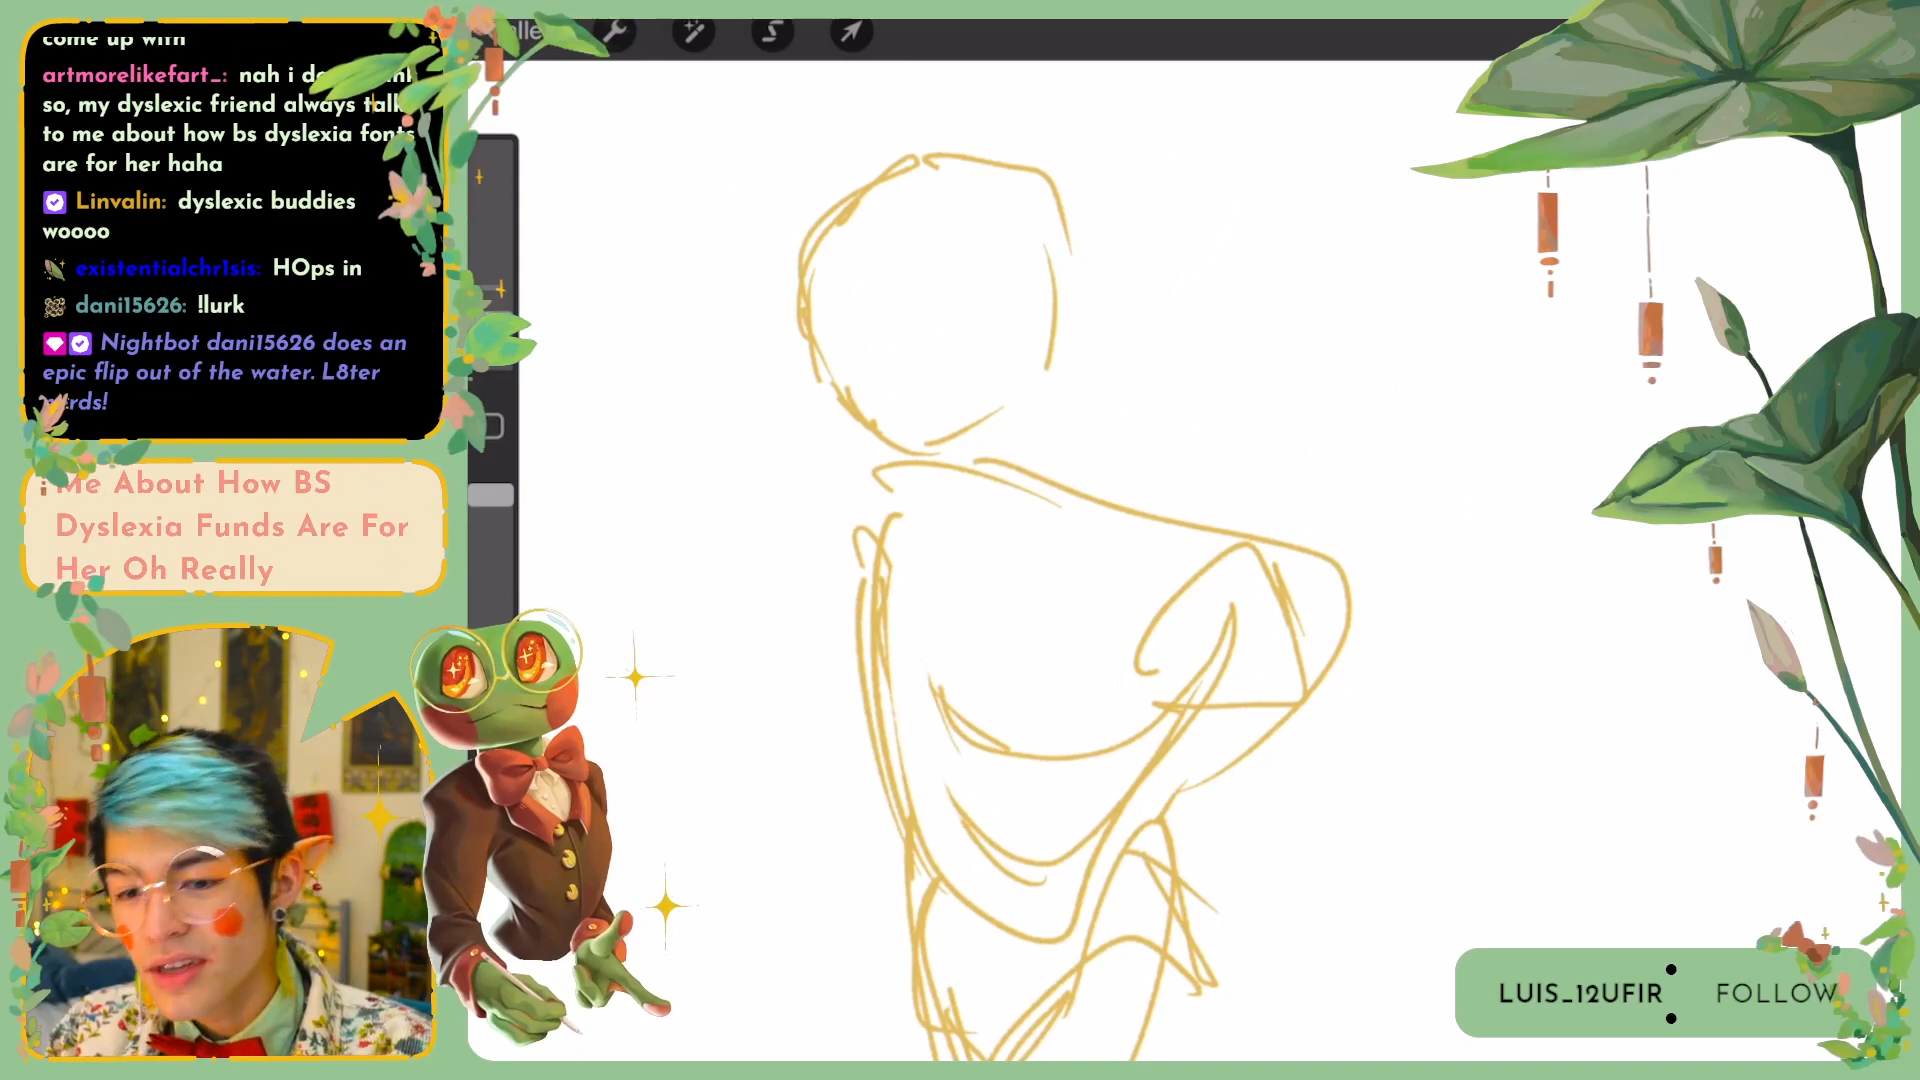 come up with
artmorelikefart_: nah i
so, my dyslexic friend always talk
to me about how bs dyslexia fonts
are for her haha
Linvalin: dyslexic buddies
woooo
existentialchr1sis: HOps in
dani15626: !lurk
Nightbot dani15626 does an
epic flip out of the water. L8ter
nerds!
Me About How BS
Dyslexia Funds Are For
Her Oh Really
LUIS_12UFIR FOLLOW